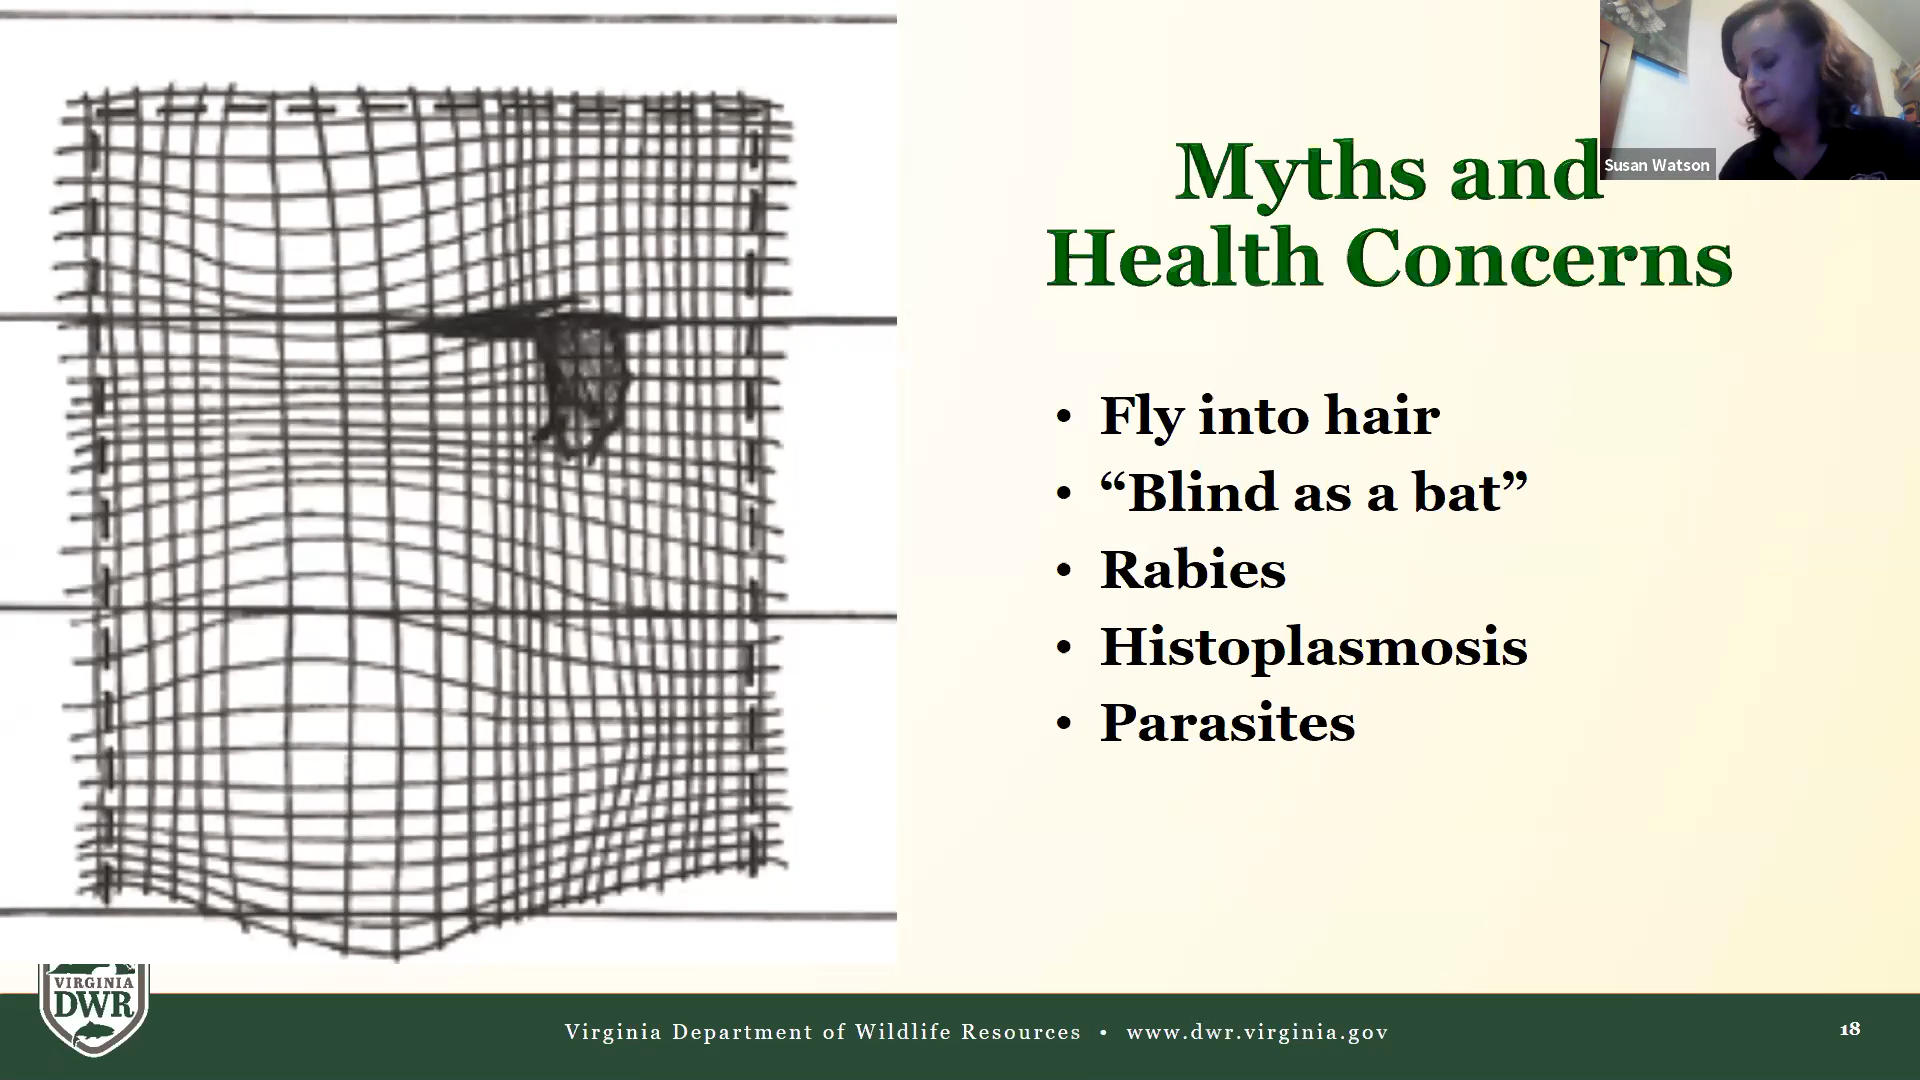 Myths and
Health Concerns
Susan Watson
• Fly into hair
• “Blind as a bat”
• Rabies
• Histoplasmosis
• Parasites
VIRGINIA
DWR
Virginia Department of Wildlife Resources • www.dwr.virginia.gov
18